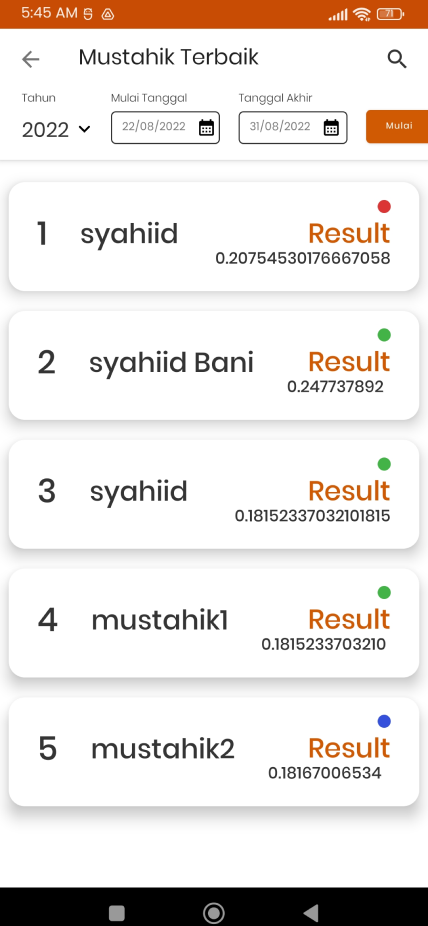 5:45 AM
71
Mustahik Terbaik
Tahun
Mulai Tanggal
Tanggal Akhir
2022
22/08/2022
31/08/2022
Mulai
1 syahiid
Result
0.20754530176667058
2 syahiid Bani
Result
0.247737892
3 syahiid
Result
0.18152337032101815
4 mustahik1
Result
0.1815233703210
5 mustahik2
Result
0.18167006534